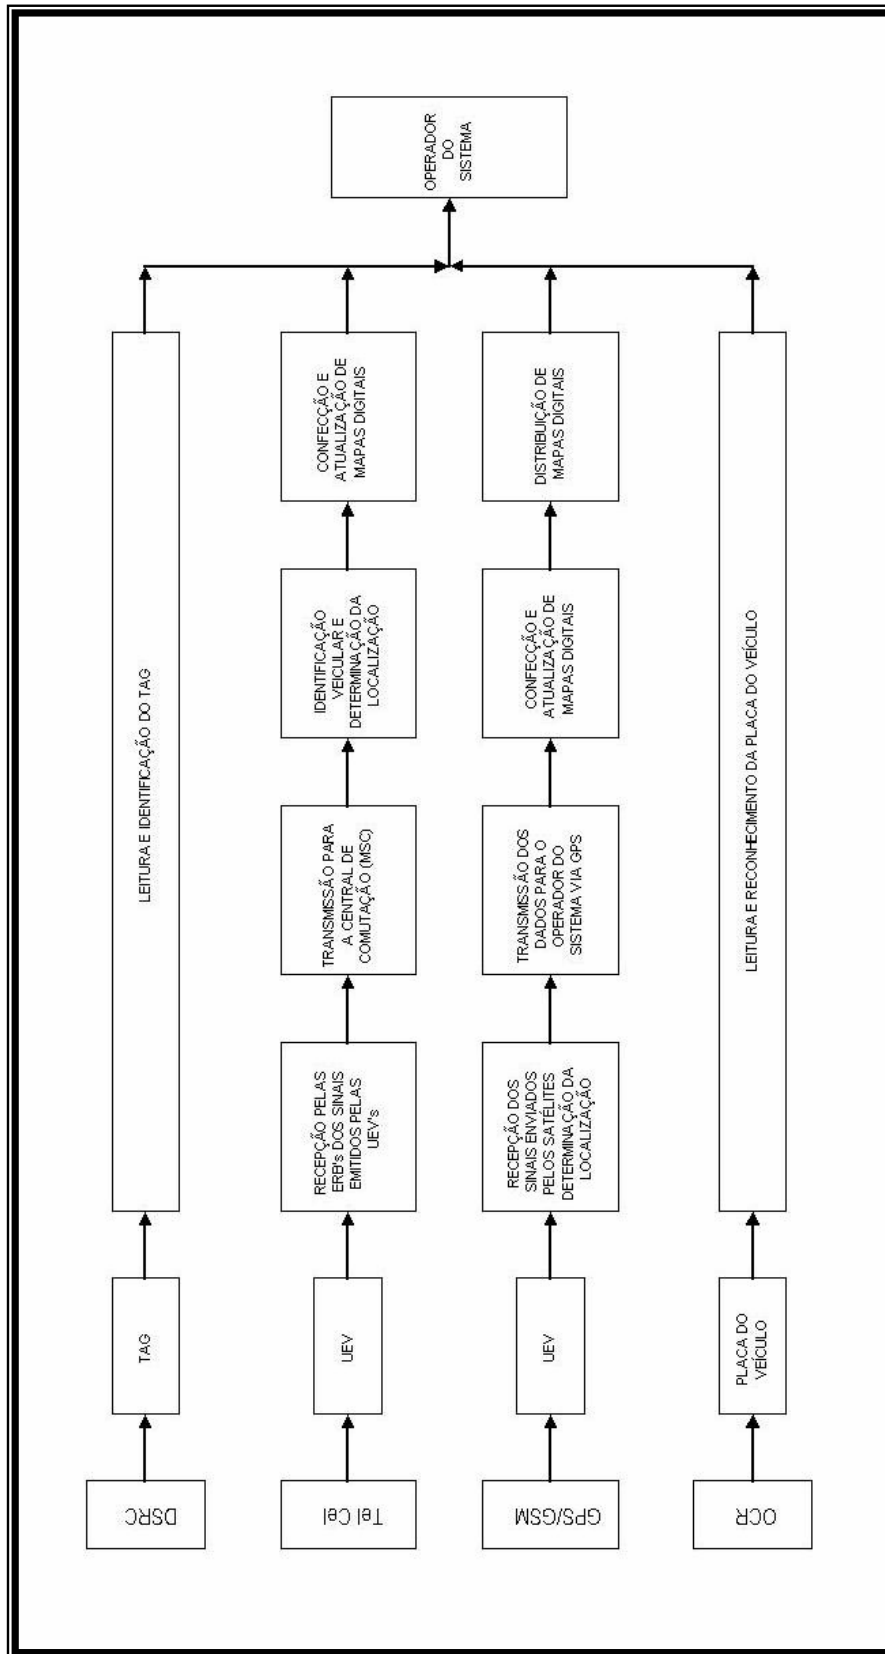 DSRC
TAG
LEITURA E IDENTIFICAÇÃO DO TAG
Tel Cel
UEV
RECEPÇÃO PELAS
ERB's DOS SINAIS
EMITIDOS PELAS
UEV's
TRANSMISSÃO PARA
A CENTRAL DE
COMUTAÇÃO (MSC)
IDENTIFICAÇÃO
VEICULAR E
DETERMINAÇÃO DA
LOCALIZAÇÃO
CONFECÇÃO E
ATUALIZAÇÃO DE
MAPAS DIGITAIS
GPS/GSM
UEV
RECEPÇÃO DOS
SINAIS ENVIADOS
PELOS SATÉLITES
DETERMINAÇÃO DA
LOCALIZAÇÃO
TRANSMISSÃO DOS
DADOS PARA O
OPERADOR DO
SISTEMA VIA GPS
CONFECÇÃO E
ATUALIZAÇÃO DE
MAPAS DIGITAIS
DISTRIBUIÇÃO DE
MAPAS DIGITAIS
OCR
PLACA DO
VEÍCULO
LEITURA E RECONHECIMENTO DA PLACA DO VEÍCULO
OPERADOR
DO
SISTEMA